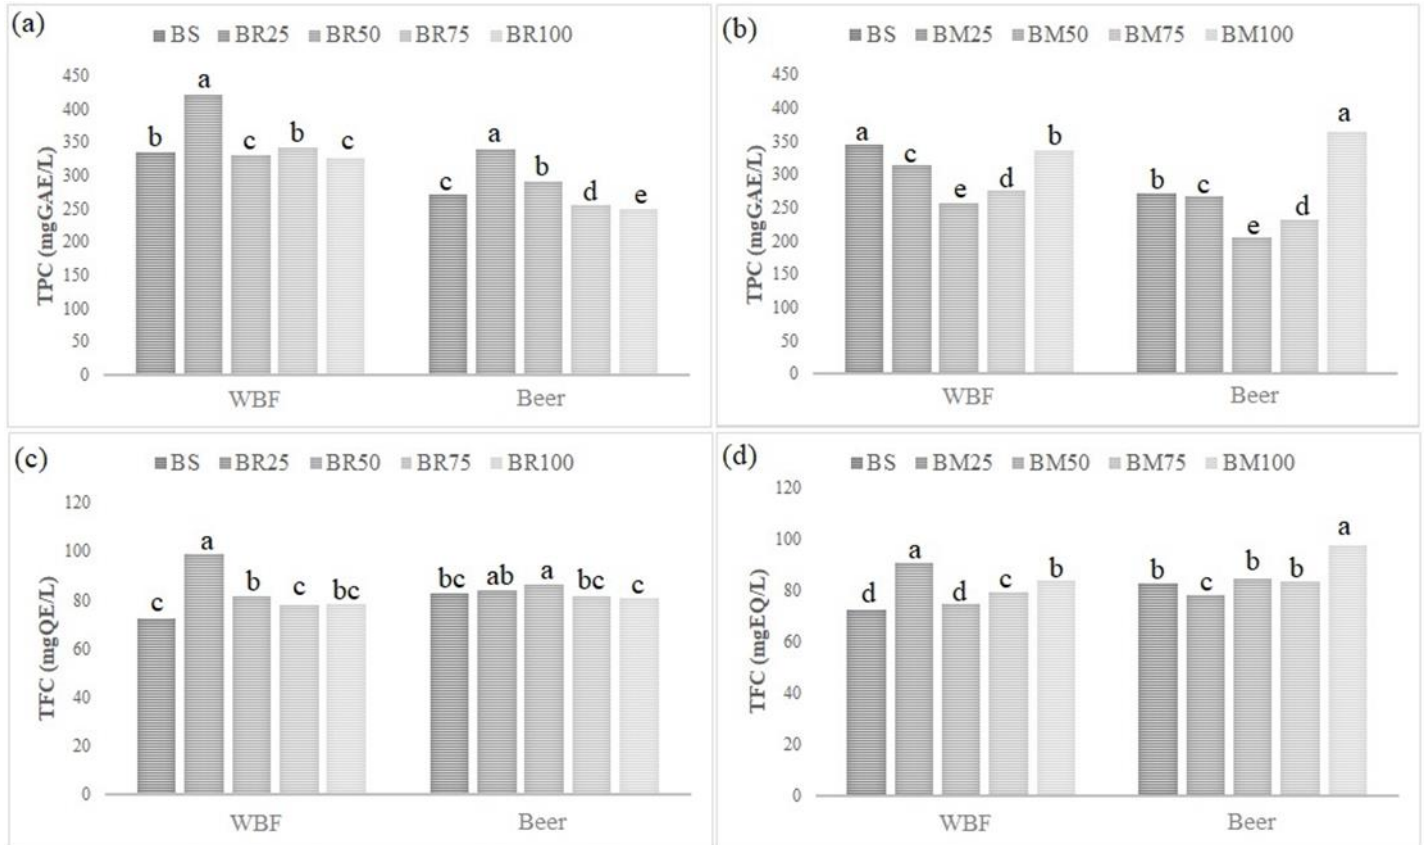 (a)
BS BR25 BR50 BR75 BR100
TPC (mgGAE/L)
450
400
350
300
250
200
150
100
50
0
b a c b c
c a b d e
WBF Beer
(b)
BS BM25 BM50 BM75 BM100
TPC (mgGAE/L)
450
400
350
300
250
200
150
100
50
0
a c e d b
b c e d a
WBF Beer
(c)
BS BR25 BR50 BR75 BR100
TFC (mgQE/L)
120
100
80
60
40
20
0
c a b c bc
bc ab a bc c
WBF Beer
(d)
BS BM25 BM50 BM75 BM100
TFC (mgEQ/L)
120
100
80
60
40
20
0
d a d c b
b c b b a
WBF Beer